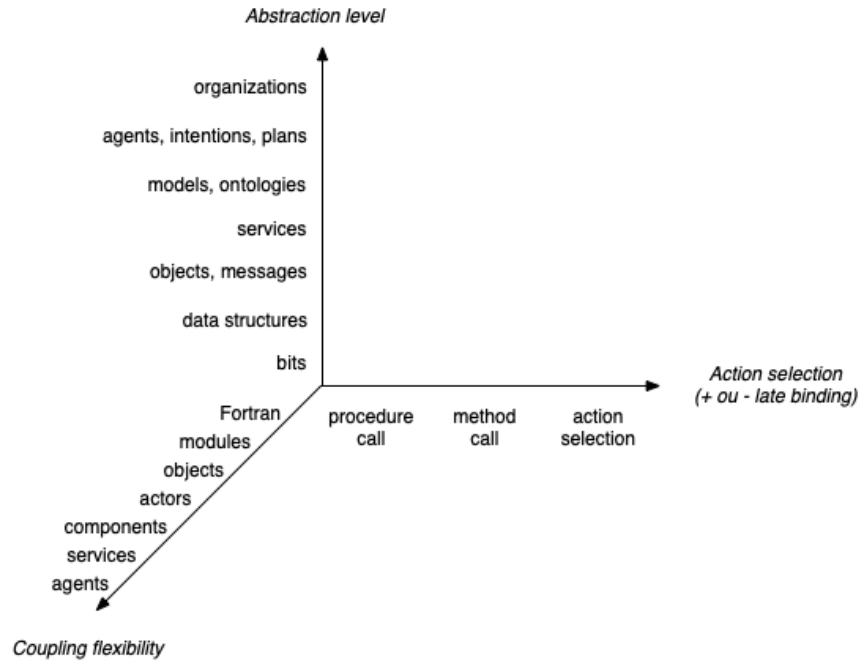 Abstraction level
organizations
agents, intentions, plans
models, ontologies
services
objects, messages
data structures
bits
Action selection
(+ ou - late binding)
procedure
call
method
call
action
selection
Fortran
modules
objects
actors
components
services
agents
Coupling flexibility